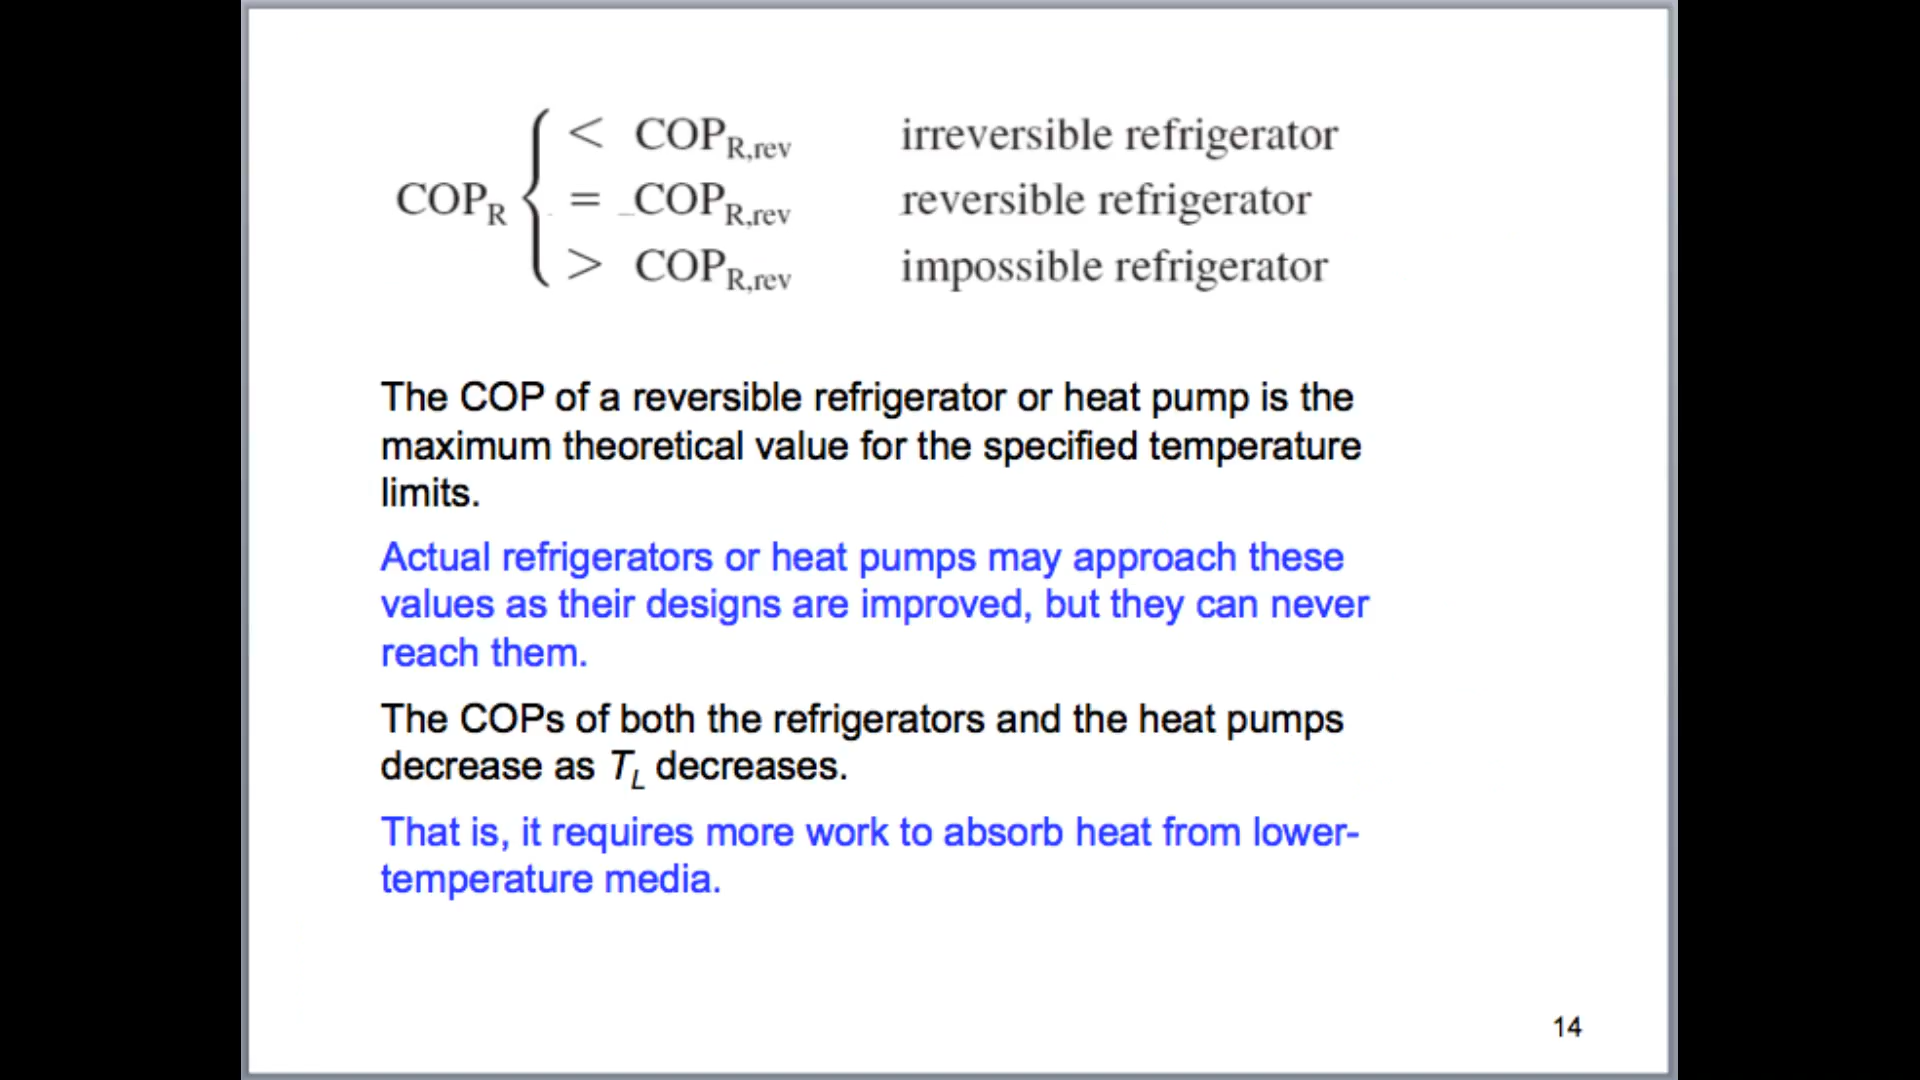 < COP_R,rev irreversible refrigerator
COP_R = COP_R,rev reversible refrigerator
> COP_R,rev impossible refrigerator
The COP of a reversible refrigerator or heat pump is the
maximum theoretical value for the specified temperature
limits.
Actual refrigerators or heat pumps may approach these
values as their designs are improved, but they can never
reach them.
The COPs of both the refrigerators and the heat pumps
decrease as T_L decreases.
That is, it requires more work to absorb heat from lower-
temperature media.
14